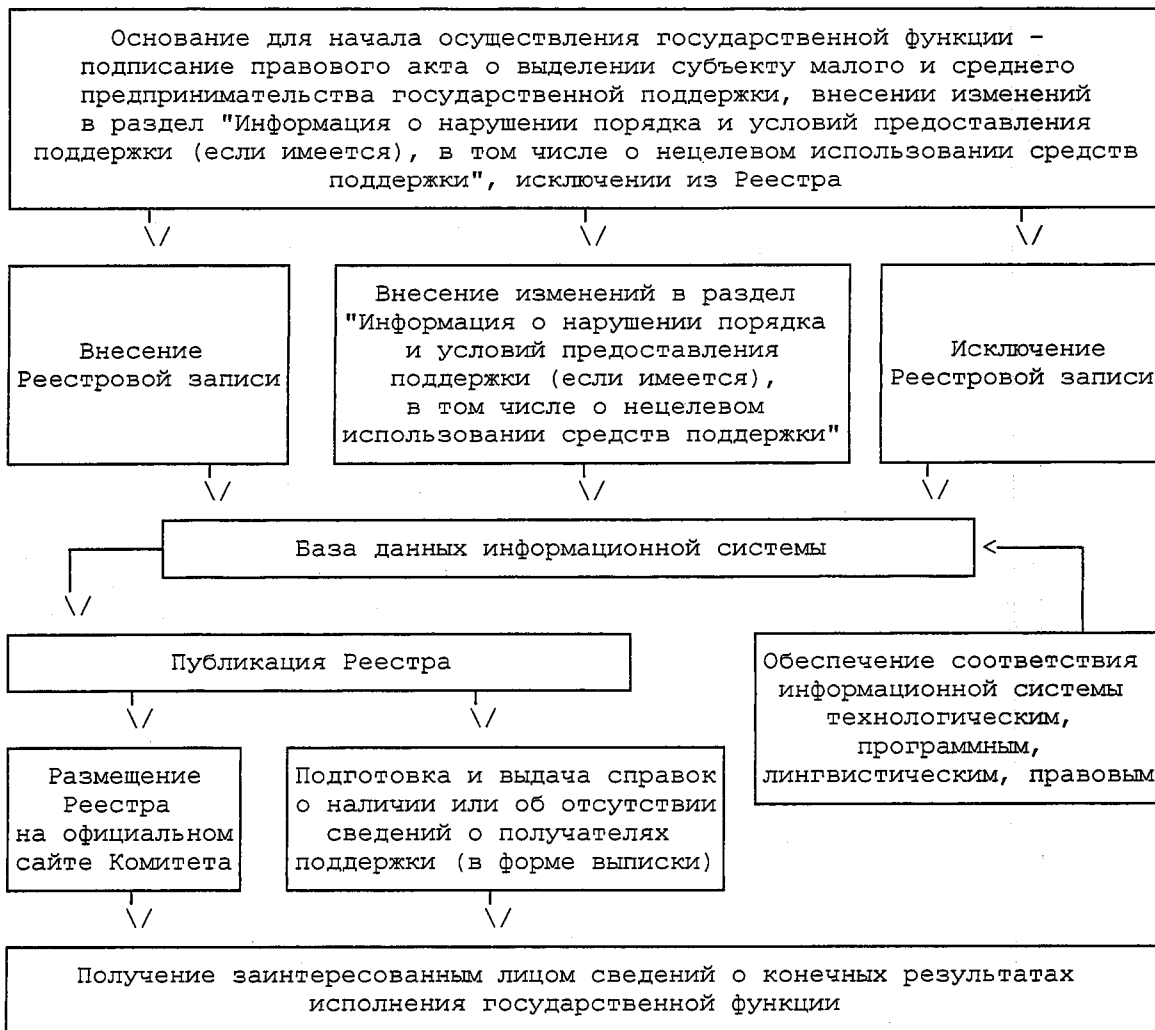 Основание для начала осуществления государственной функции –
подписание правового акта о выделении субъекту малого и среднего
предпринимательства государственной поддержки, внесении изменений
в раздел "Информация о нарушении порядка и условий предоставления
поддержки (если имеется), в том числе о нецелевом использовании средств
поддержки", исключении из Реестра
Внесение
Реестровой записи
Внесение изменений в раздел
"Информация о нарушении порядка
и условий предоставления
поддержки (если имеется),
в том числе о нецелевом
использовании средств поддержки"
Исключение
Реестровой записи
База данных информационной системы
Публикация Реестра
Обеспечение соответствия
информационной системы
технологическим,
программным,
лингвистическим, правовым
Размещение
Реестра
на официальном
сайте Комитета
Подготовка и выдача справок
о наличии или об отсутствии
сведений о получателях
поддержки (в форме выписки)
Получение заинтересованным лицом сведений о конечных результатах
исполнения государственной функции